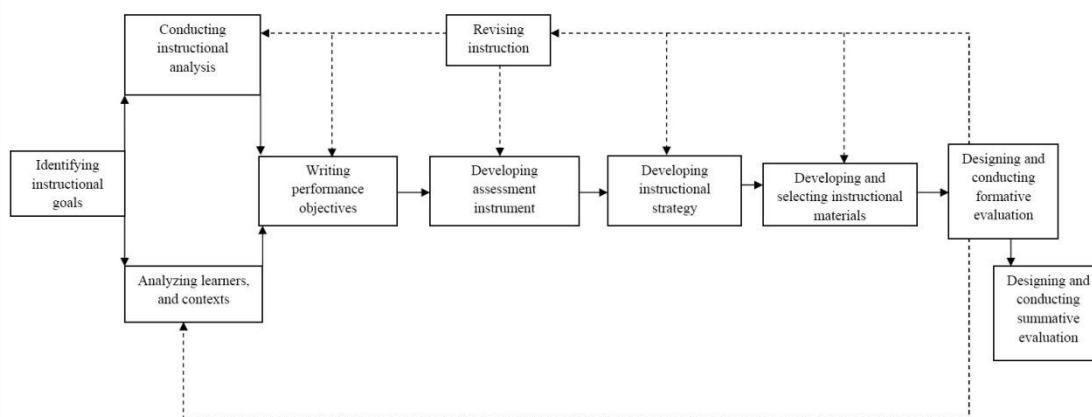 Conducting
instructional
analysis
Revising
instruction
Identifying
instructional
goals
Writing
performance
objectives
Developing
assessment
instrument
Developing
instructional
strategy
Developing and
selecting instructional
materials
Designing and
conducting
formative
evaluation
Analyzing learners,
and contexts
Designing and
conducting
summative
evaluation